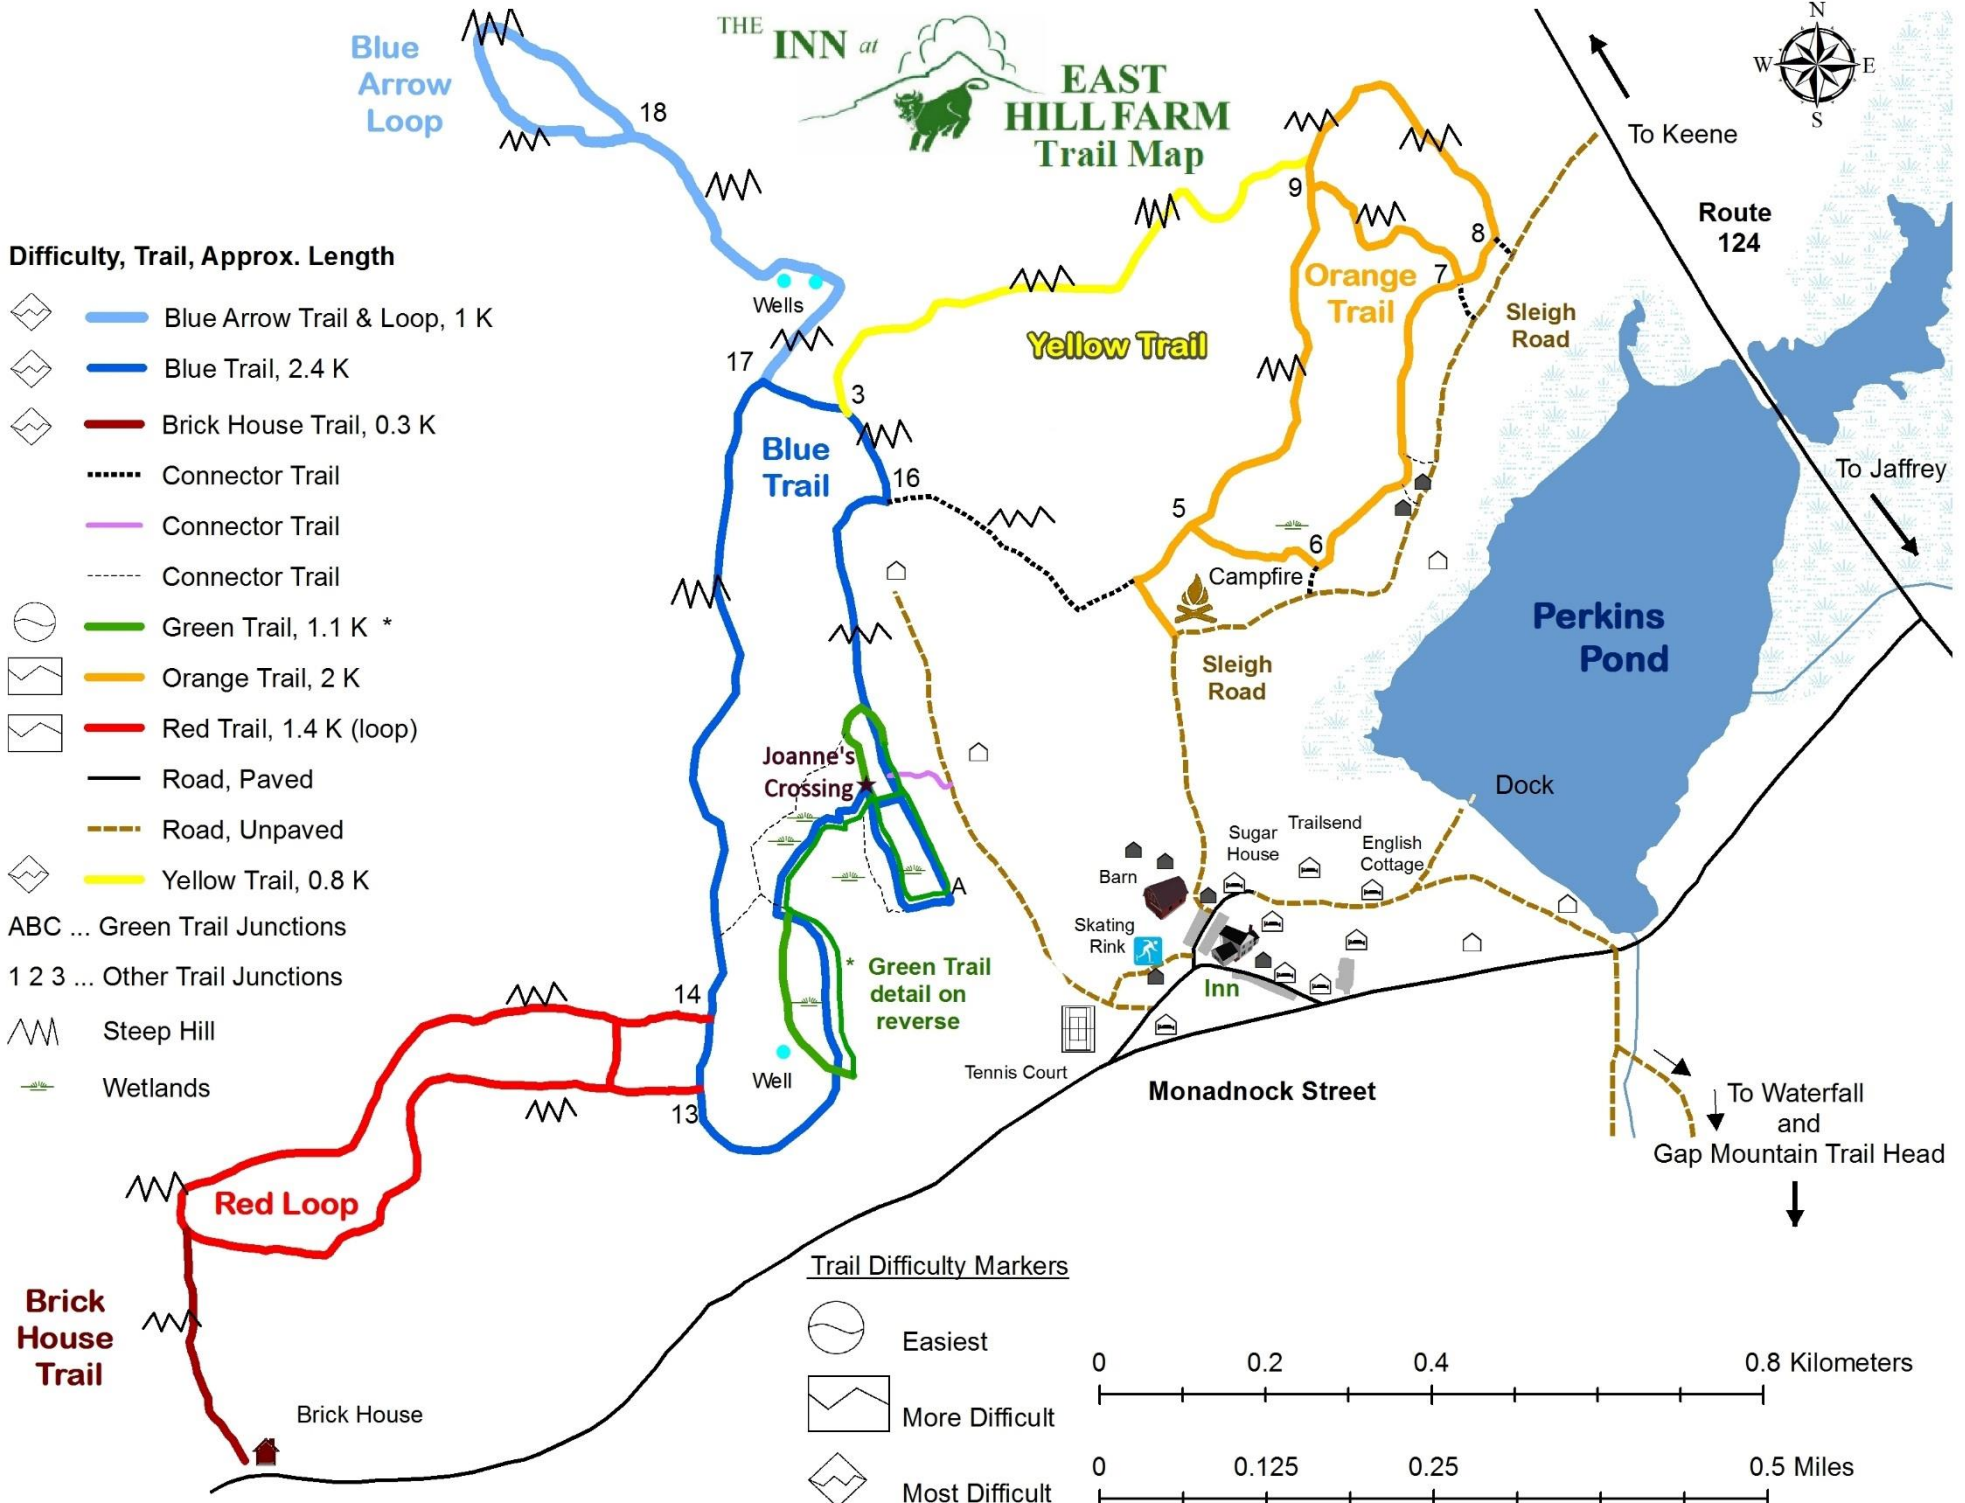 THE
INN at
EAST
HILL FARM
Trail Map
Blue
Arrow
Loop
18
N
W
E
S
To Keene
Route
124
9
8
7
Orange
Trail
Sleigh
Road
Difficulty, Trail, Approx. Length
Blue Arrow Trail & Loop, 1 K
Blue Trail, 2.4 K
Brick House Trail, 0.3 K
Connector Trail
Connector Trail
Connector Trail
Green Trail, 1.1 K *
Orange Trail, 2 K
Red Trail, 1.4 K (loop)
Road, Paved
Road, Unpaved
Yellow Trail, 0.8 K
ABC ... Green Trail Junctions
1 2 3 ... Other Trail Junctions
Steep Hill
Wetlands
Wells
17
3
Yellow Trail
Blue
Trail
16
To Jaffrey
5
6
Campfire
Perkins
Pond
Sleigh
Road
Joanne's
Crossing
Dock
Sugar
House
Trailsend
English
Cottage
Barn
A
Skating
Rink
Inn
* Green Trail
detail on
reverse
14
13
Well
Tennis Court
Monadnock Street
To Waterfall
and
Gap Mountain Trail Head
Red Loop
Brick
House
Trail
Brick House
Trail Difficulty Markers
Easiest
More Difficult
Most Difficult
0 0.2 0.4 0.8 Kilometers
0 0.125 0.25 0.5 Miles